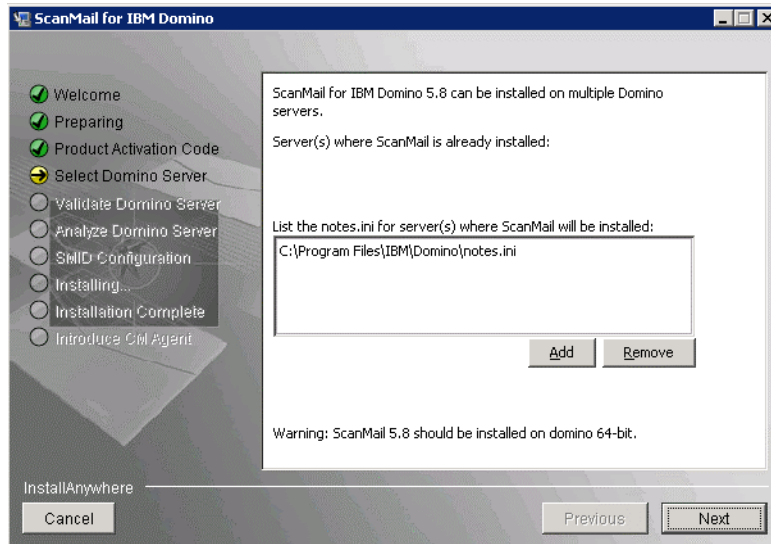 ScanMail for IBM Domino
Welcome
Preparing
Product Activation Code
Select Domino Server
Validate Domino Server
Analyze Domino Server
SMID Configuration
Installing...
Installation Complete
Introduce CM Agent
ScanMail for IBM Domino 5.8 can be installed on multiple Domino
servers.
Server(s) where ScanMail is already installed:
List the notes.ini for server(s) where ScanMail will be installed:
C:\Program Files\IBM\Domino\notes.ini
Add
Remove
Warning: ScanMail 5.8 should be installed on domino 64-bit.
InstallAnywhere
Cancel
Previous
Next